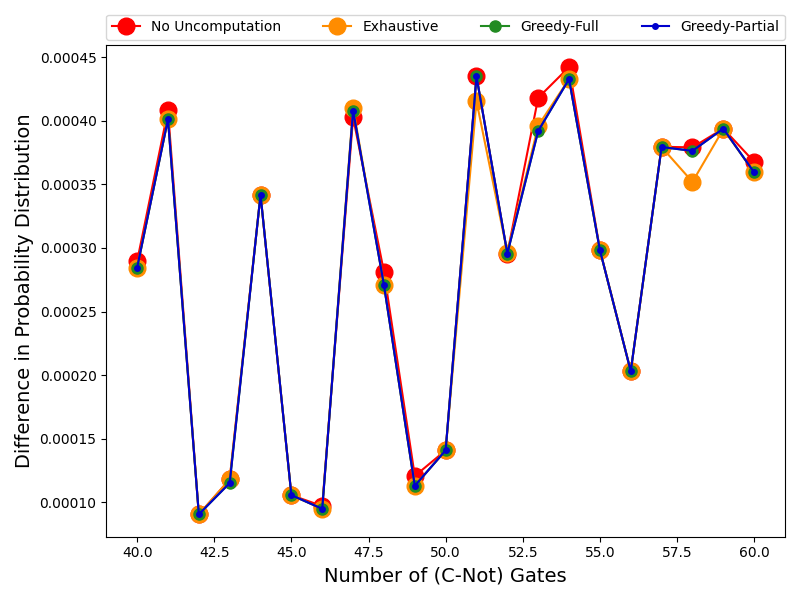 No Uncomputation Exhaustive Greedy-Full Greedy-Partial
0.00045
0.00040
0.00035
0.00030
0.00025
0.00020
0.00015
0.00010
Difference in Probability Distribution
40.0 42.5 45.0 47.5 50.0 52.5 55.0 57.5 60.0
Number of (C-Not) Gates